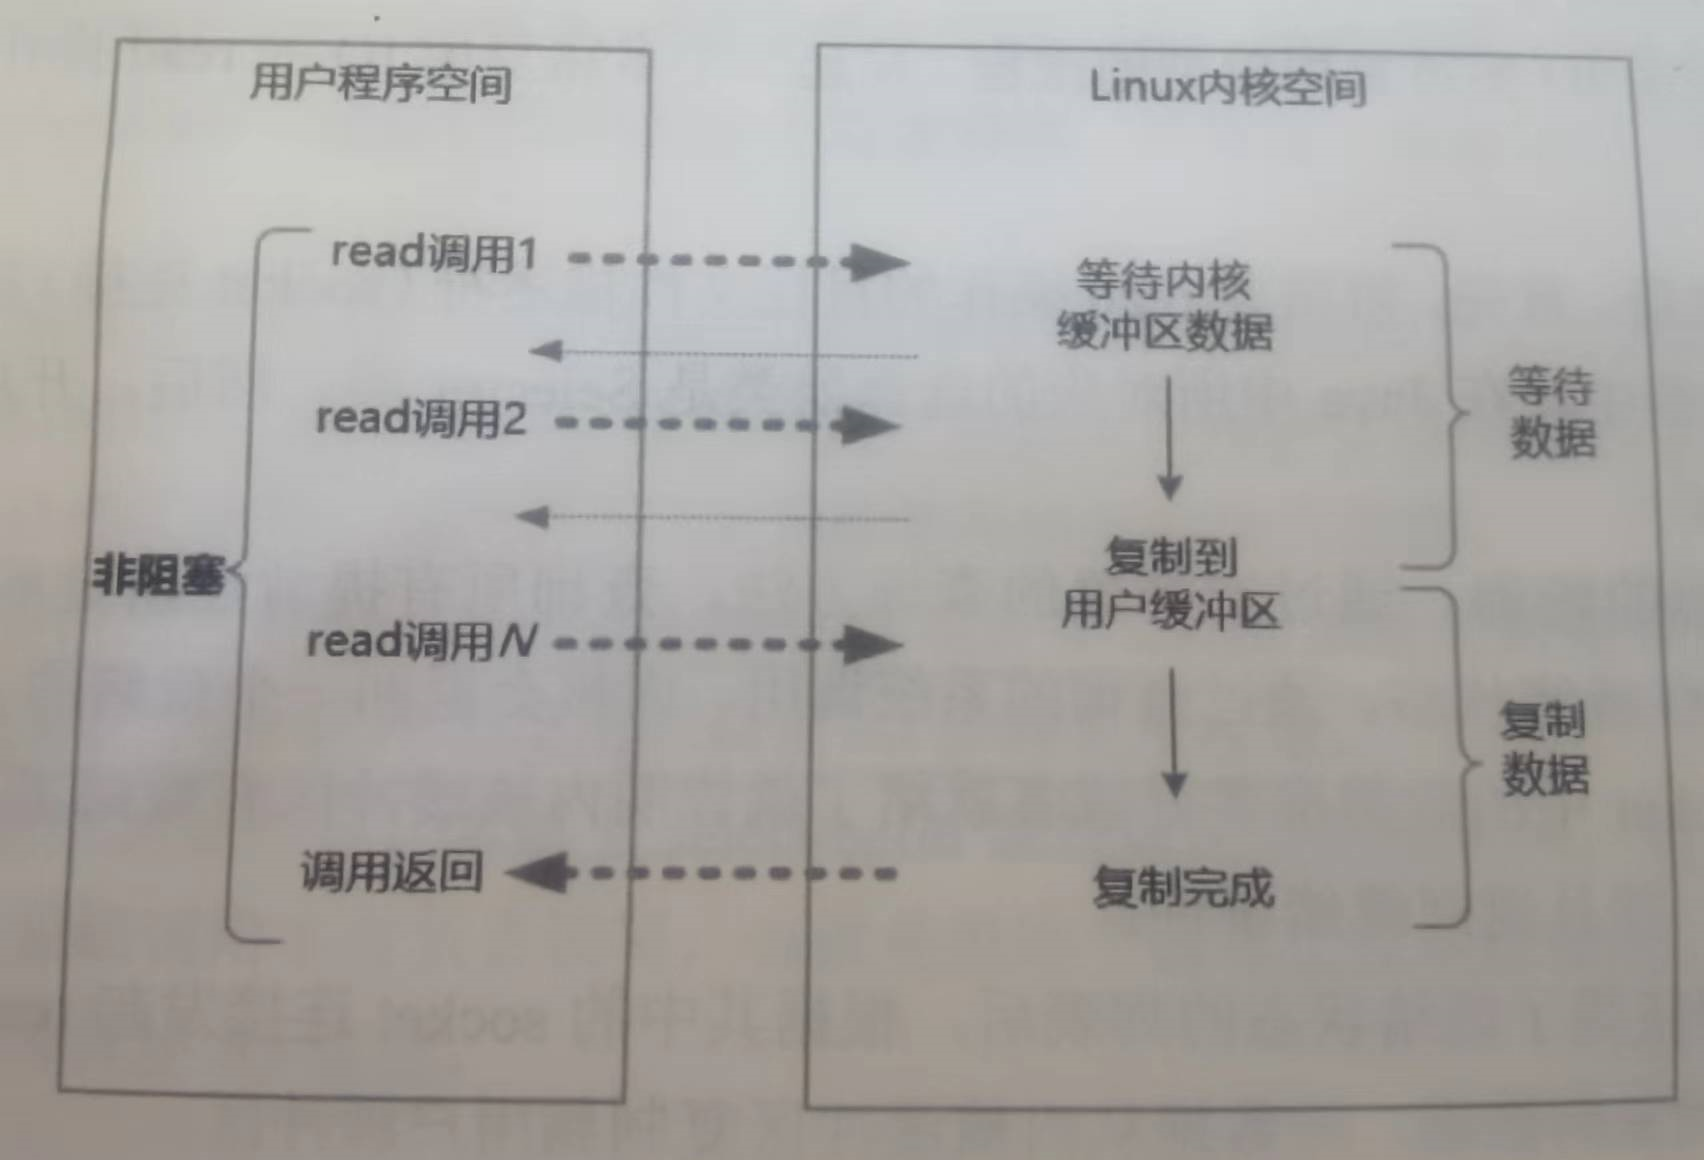 用户程序空间
Linux内核空间
read调用1
等待内核
缓冲区数据
等待
数据
read调用2
非阻塞
复制到
用户缓冲区
read调用N
复制
数据
调用返回
复制完成